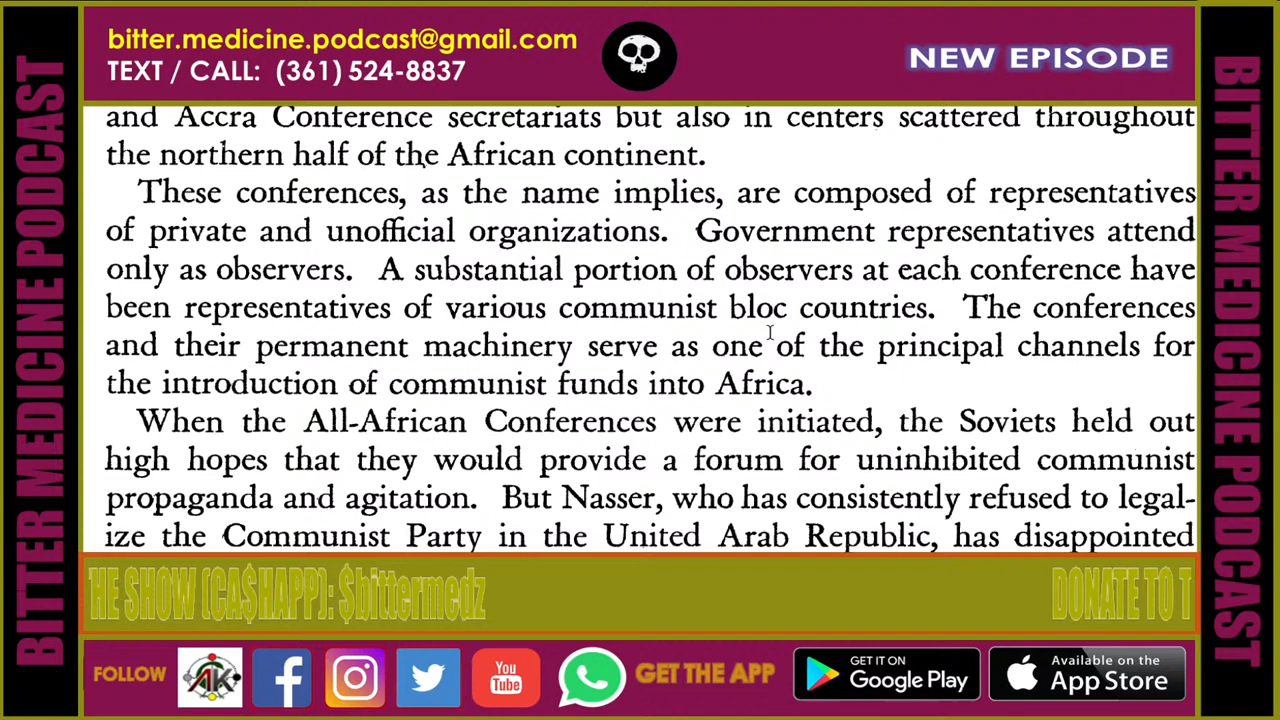 bitter.medicine.podcast@gmail.com
TEXT / CALL: (361) 524-8837
NEW EPISODE
BITTER MEDICINE PODCAST
and Accra Conference secretariats but also in centers scattered throughout
the northern half of the African continent.
These conferences, as the name implies, are composed of representatives
of private and unofficial organizations. Government representatives attend
only as observers. A substantial portion of observers at each conference have
been representatives of various communist bloc countries. The conferences
and their permanent machinery serve as one of the principal channels for
the introduction of communist funds into Africa.
When the All-African Conferences were initiated, the Soviets held out
high hopes that they would provide a forum for uninhibited communist
propaganda and agitation. But Nasser, who has consistently refused to legal-
ize the Communist Party in the United Arab Republic, has disappointed
BITTER MEDICINE PODCAST
HE SHOW (CA$HAPP): $bittermedz
DONATE TO T
FOLLOW
ATK
You
Tube
GET THE APP
GET IT ON
Google Play
Available on the
App Store